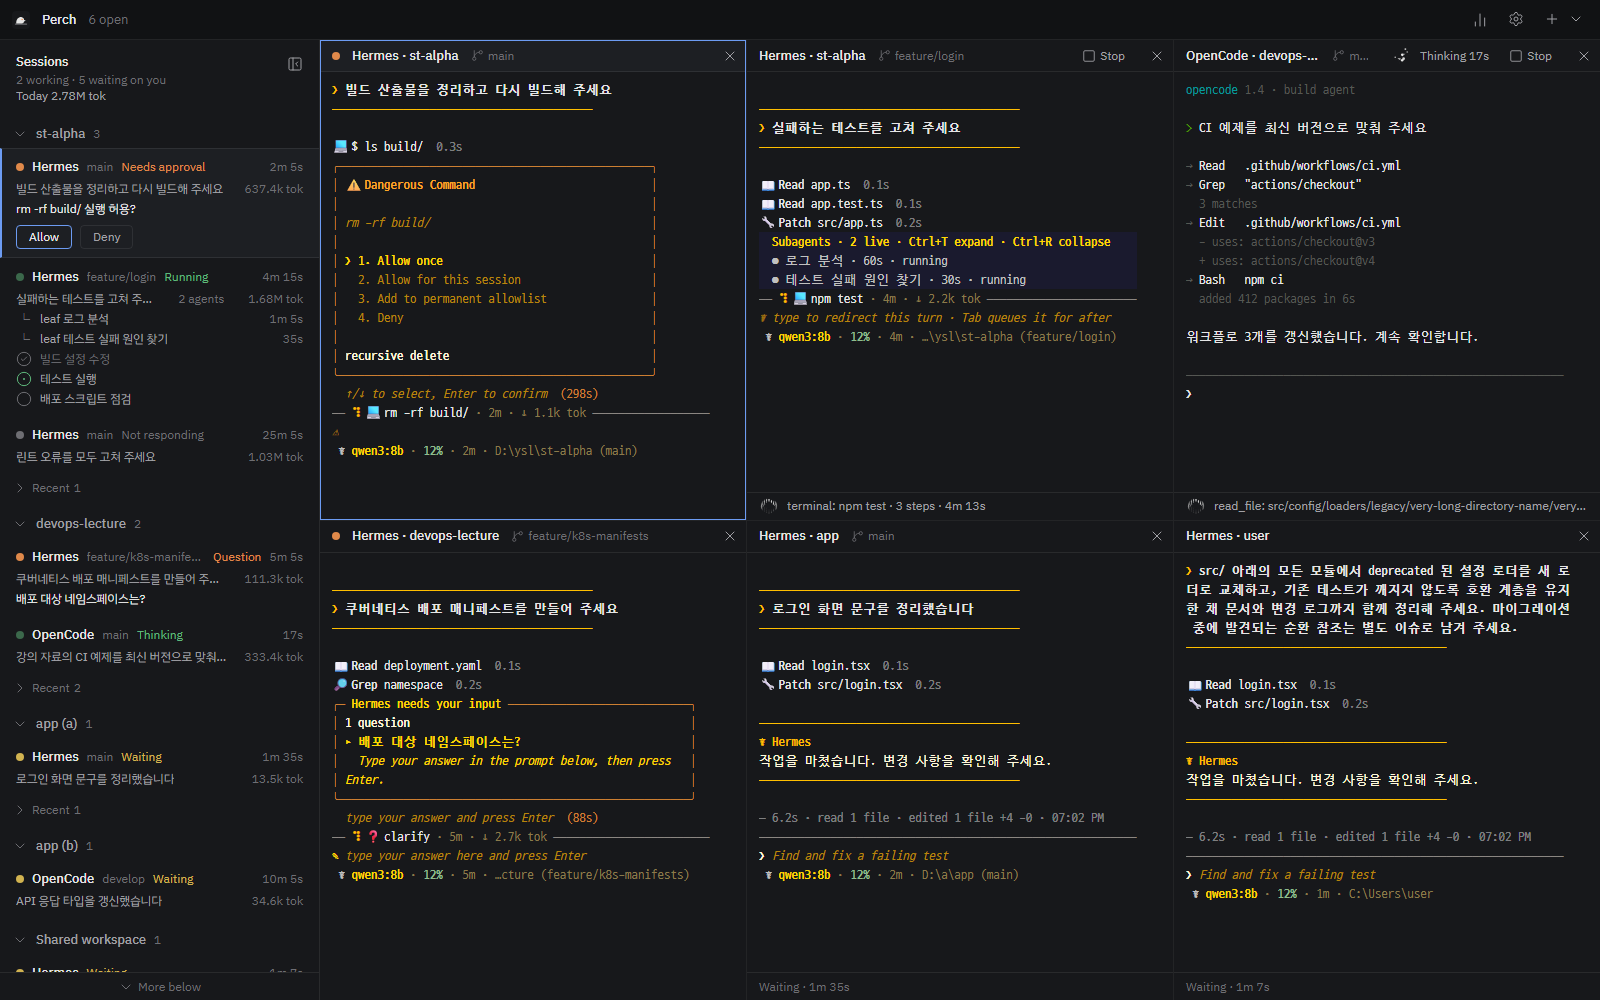 Perch 6 open
Sessions
2 working · 5 waiting on you
Today 2.78M tok
st-alpha 3
Hermes main Needs approval 2m 5s
빌드 산출물을 정리하고 다시 빌드해 주세요 637.4k tok
rm -rf build/ 실행 허용?
Allow Deny
Hermes feature/login Running 4m 15s
실패하는 테스트를 고쳐 주... 2 agents 1.68M tok
└ leaf 로그 분석 1m 5s
└ leaf 테스트 실패 원인 찾기 35s
빌드 설정 수정
테스트 실행
배포 스크립트 점검
Hermes main Not responding 25m 5s
린트 오류를 모두 고쳐 주세요 1.03M tok
Recent 1
devops-lecture 2
Hermes feature/k8s-manife... Question 5m 5s
쿠버네티스 배포 매니페스트를 만들어 주... 111.3k tok
배포 대상 네임스페이스는?
OpenCode main Thinking 17s
강의 자료의 CI 예제를 최신 버전으로 맞춰... 333.4k tok
Recent 2
app (a) 1
Hermes main Waiting 1m 35s
로그인 화면 문구를 정리했습니다 13.5k tok
Recent 1
app (b) 1
OpenCode develop Waiting 10m 5s
API 응답 타입을 갱신했습니다 34.6k tok
Shared workspace 1
Hermes Waiting 1m 7s
More below
Hermes · st-alpha main
❯ 빌드 산출물을 정리하고 다시 빌드해 주세요
$ ls build/ 0.3s
⚠ Dangerous Command
rm -rf build/
❯ 1. Allow once
2. Allow for this session
3. Add to permanent allowlist
4. Deny
recursive delete
↑/↓ to select, Enter to confirm (298s)
rm -rf build/ · 2m · ↓ 1.1k tok
⚠
qwen3:8b · 12% · 2m · D:\ysl\st-alpha (main)
Hermes · st-alpha feature/login Stop
❯ 실패하는 테스트를 고쳐 주세요
Read app.ts 0.1s
Read app.test.ts 0.1s
Patch src/app.ts 0.2s
Subagents · 2 live · Ctrl+T expand · Ctrl+R collapse
● 로그 분석 · 60s · running
● 테스트 실패 원인 찾기 · 30s · running
npm test · 4m · ↓ 2.2k tok
type to redirect this turn · Tab queues it for after
qwen3:8b · 12% · 4m · …\ysl\st-alpha (feature/login)
terminal: npm test · 3 steps · 4m 13s
OpenCode · devops-... m... Thinking 17s Stop
opencode 1.4 · build agent
> CI 예제를 최신 버전으로 맞춰 주세요
→ Read .github/workflows/ci.yml
→ Grep "actions/checkout"
3 matches
→ Edit .github/workflows/ci.yml
- uses: actions/checkout@v3
+ uses: actions/checkout@v4
→ Bash npm ci
added 412 packages in 6s
워크플로 3개를 갱신했습니다. 계속 확인합니다.
❯
read_file: src/config/loaders/legacy/very-long-directory-name/very...
Hermes · devops-lecture feature/k8s-manifests
❯ 쿠버네티스 배포 매니페스트를 만들어 주세요
Read deployment.yaml 0.1s
Grep namespace 0.2s
Hermes needs your input
1 question
▸ 배포 대상 네임스페이스는?
Type your answer in the prompt below, then press
Enter.
type your answer and press Enter (88s)
❓ clarify · 5m · ↓ 2.7k tok
✎ type your answer here and press Enter
qwen3:8b · 12% · 5m · …cture (feature/k8s-manifests)
Hermes · app main
❯ 로그인 화면 문구를 정리했습니다
Read login.tsx 0.1s
Patch src/login.tsx 0.2s
Hermes
작업을 마쳤습니다. 변경 사항을 확인해 주세요.
— 6.2s · read 1 file · edited 1 file +4 −0 · 07:02 PM
❯ Find and fix a failing test
qwen3:8b · 12% · 2m · D:\a\app (main)
Waiting · 1m 35s
Hermes · user
❯ src/ 아래의 모든 모듈에서 deprecated 된 설정 로더를 새 로
더로 교체하고, 기존 테스트가 깨지지 않도록 호환 계층을 유지
한 채 문서와 변경 로그까지 함께 정리해 주세요. 마이그레이션
중에 발견되는 순환 참조는 별도 이슈로 남겨 주세요.
Read login.tsx 0.1s
Patch src/login.tsx 0.2s
Hermes
작업을 마쳤습니다. 변경 사항을 확인해 주세요.
— 6.2s · read 1 file · edited 1 file +4 −0 · 07:02 PM
❯ Find and fix a failing test
qwen3:8b · 12% · 1m · C:\Users\user
Waiting · 1m 7s